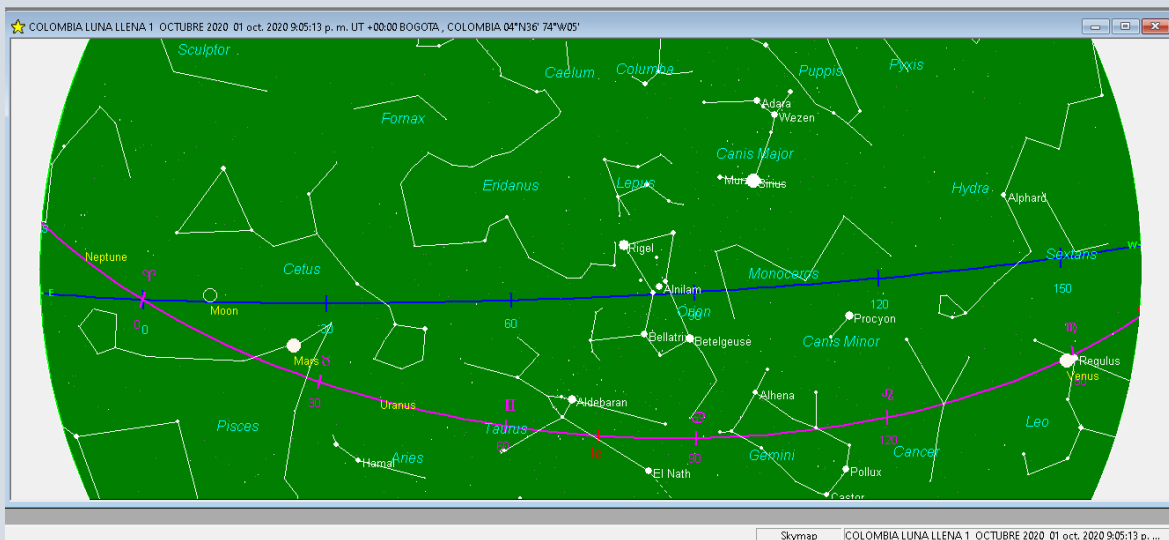 COLOMBIA LUNA LLENA 1 OCTUBRE 2020 01 oct. 2020 9:05:13 p. m. UT +00:00 BOGOTA , COLOMBIA 04°N36' 74°W05'
Sculptor
Caelum
Columba
Puppis
Pyxis
Adara
Wezen
Fornax
Canis Major
Eridanus
Lepus
Sirius
Hydra
Alphard
Rigel
Neptune
Cetus
Monoceros
Sextans
W
E
Moon
Alnilam
Orion
0
0
30
60
90
120
150
Procyon
Mars
Bellatrix
Betelgeuse
Canis Minor
Regulus
Venus
30
Uranus
Aldebaran
Alhena
Pisces
Taurus
60
Ic
90
120
150
Leo
Hamal
Aries
El Nath
Gemini
Pollux
Cancer
Castor
Skymap
COLOMBIA LUNA LLENA 1 OCTUBRE 2020 01 oct. 2020 9:05:13 p. ...